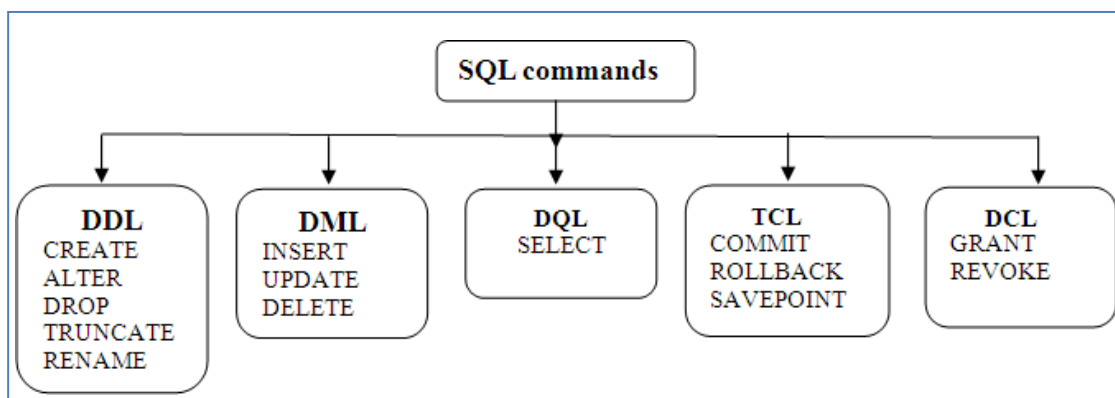 SQL commands
DDL
CREATE
ALTER
DROP
TRUNCATE
RENAME
DML
INSERT
UPDATE
DELETE
DQL
SELECT
TCL
COMMIT
ROLLBACK
SAVEPOINT
DCL
GRANT
REVOKE